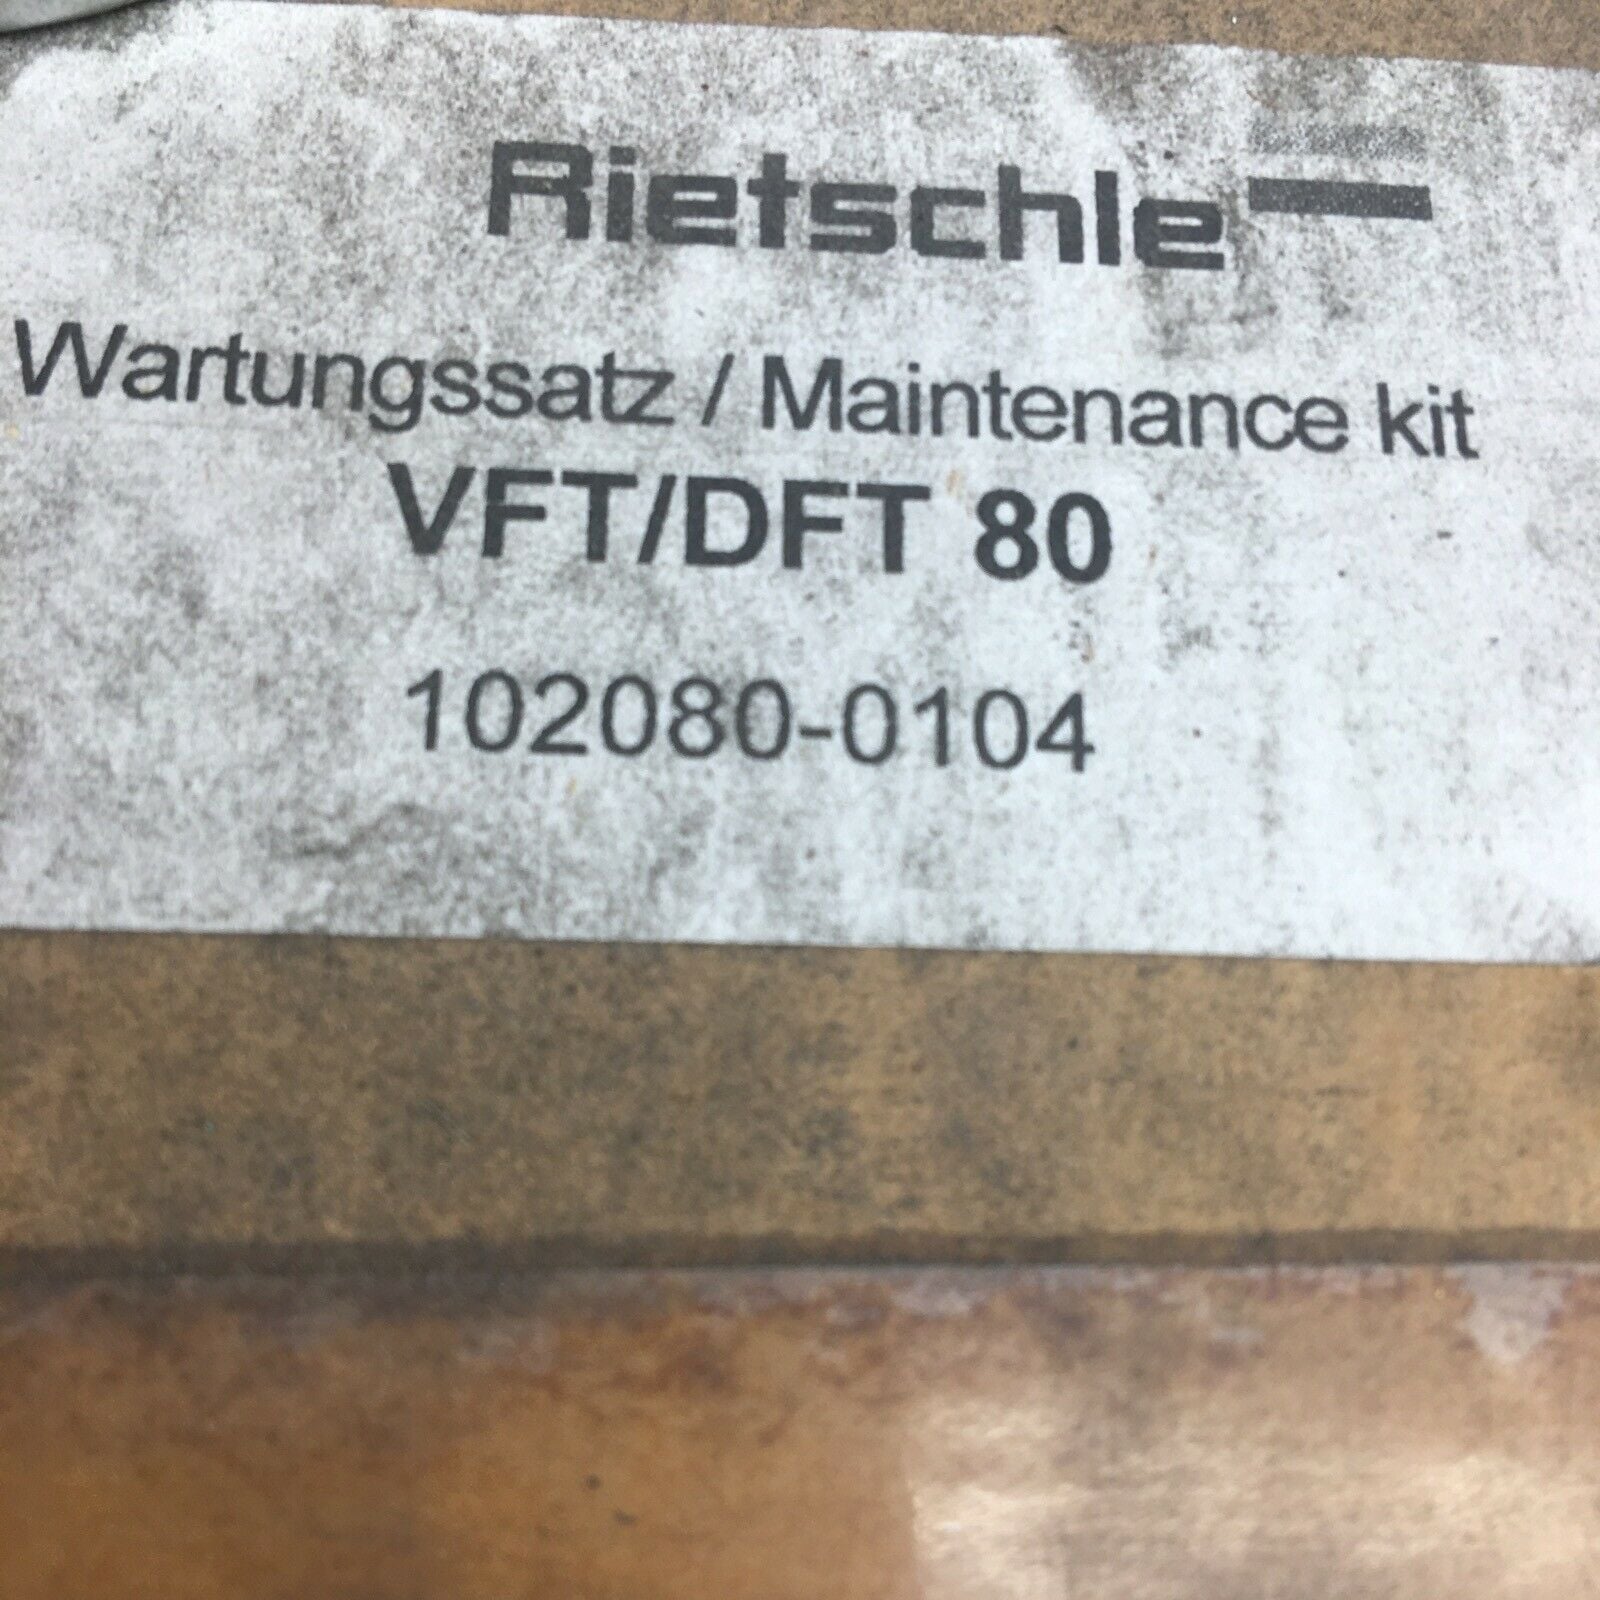 Rietschle
Wartungssatz / Maintenance kit
VFT/DFT 80
102080-0104